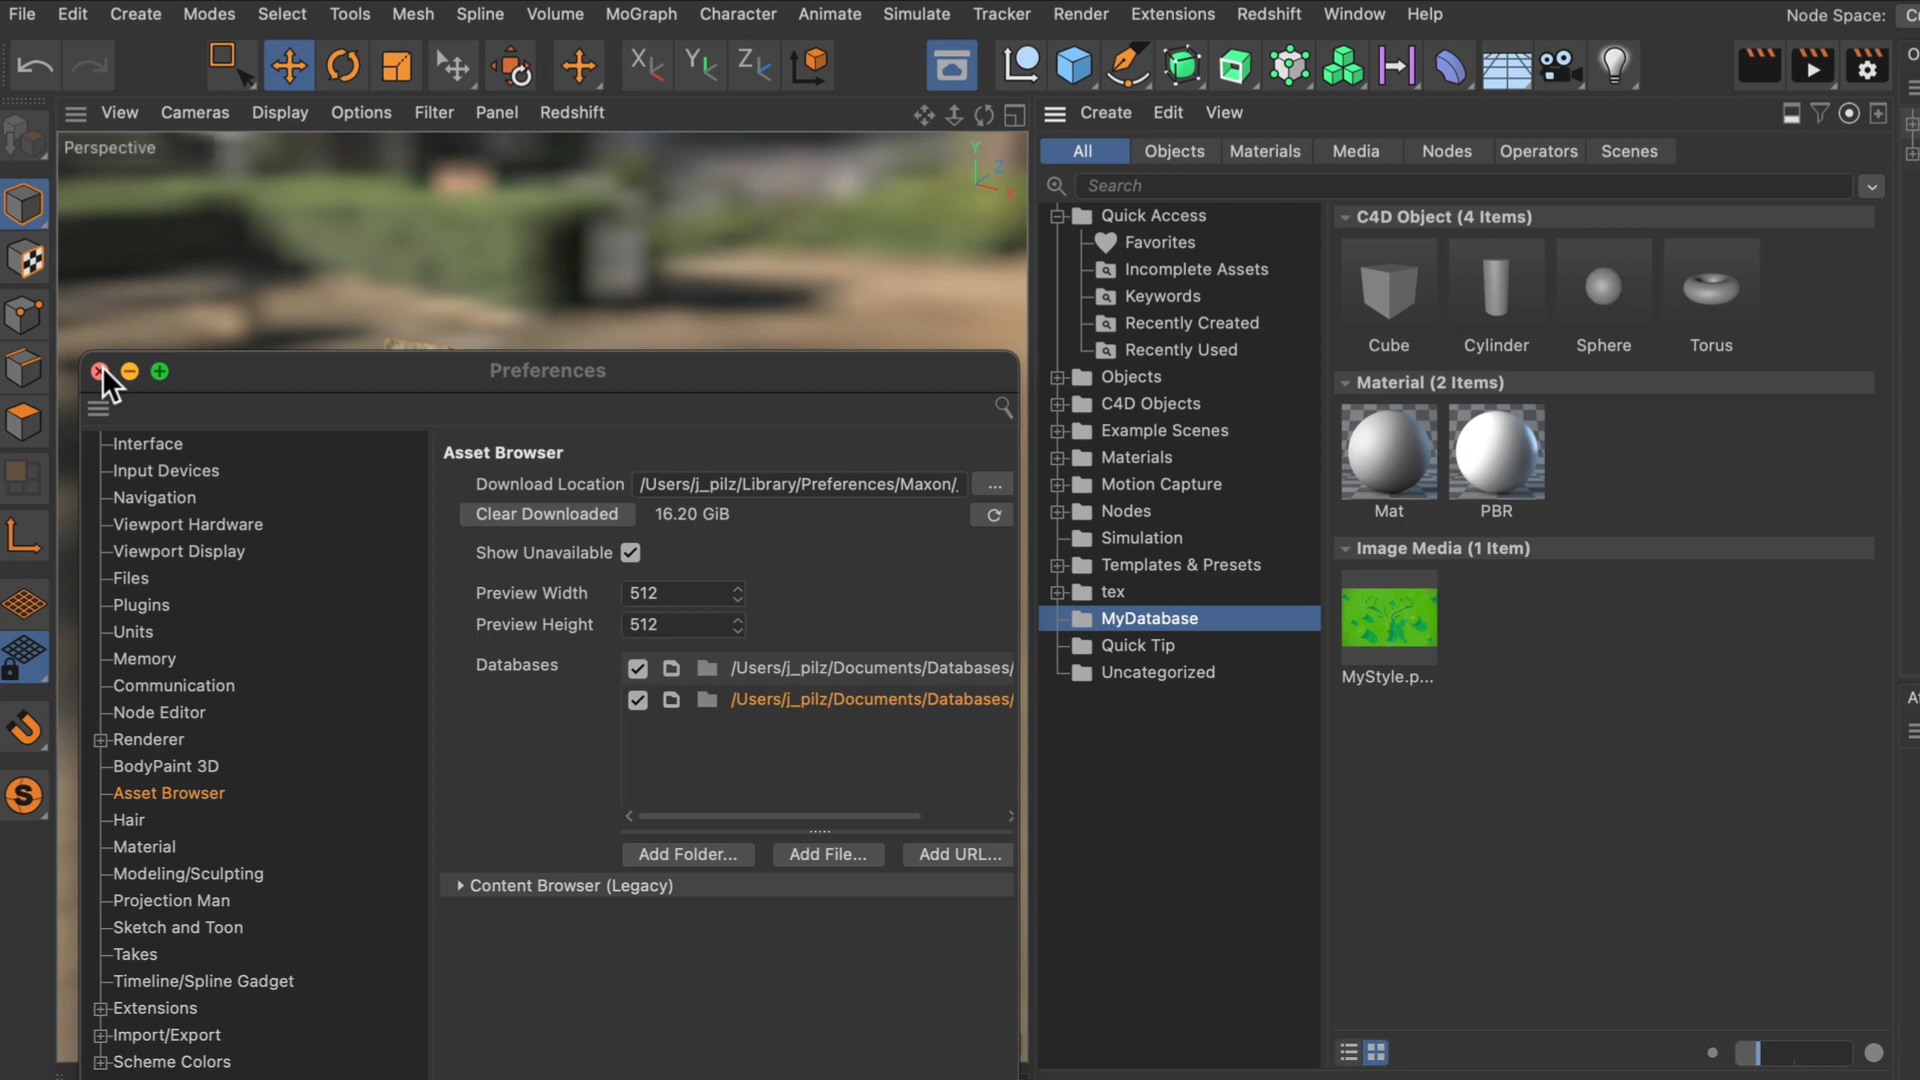 File Edit Create Modes Select Tools Mesh Spline Volume MoGraph Character Animate Simulate Tracker Render Extensions Redshift Window Help Node Space:
X Y Z
View Cameras Display Options Filter Panel Redshift
Perspective
Y
Z
X
Preferences
Interface
Input Devices
Navigation
Viewport Hardware
Viewport Display
Files
Plugins
Units
Memory
Communication
Node Editor
Renderer
BodyPaint 3D
Asset Browser
Hair
Material
Modeling/Sculpting
Projection Man
Sketch and Toon
Takes
Timeline/Spline Gadget
Extensions
Import/Export
Scheme Colors
Asset Browser
Download Location /Users/j_pilz/Library/Preferences/Maxon/ ...
Clear Downloaded 16.20 GiB
Show Unavailable
Preview Width 512
Preview Height 512
Databases /Users/j_pilz/Documents/Databases/
/Users/j_pilz/Documents/Databases/
Add Folder... Add File... Add URL...
Content Browser (Legacy)
Create Edit View
All Objects Materials Media Nodes Operators Scenes
Search
Quick Access
Favorites
Incomplete Assets
Keywords
Recently Created
Recently Used
Objects
C4D Objects
Example Scenes
Materials
Motion Capture
Nodes
Simulation
Templates & Presets
tex
MyDatabase
Quick Tip
Uncategorized
C4D Object (4 Items)
Cube Cylinder Sphere Torus
Material (2 Items)
Mat PBR
Image Media (1 Item)
MyStyle.p...